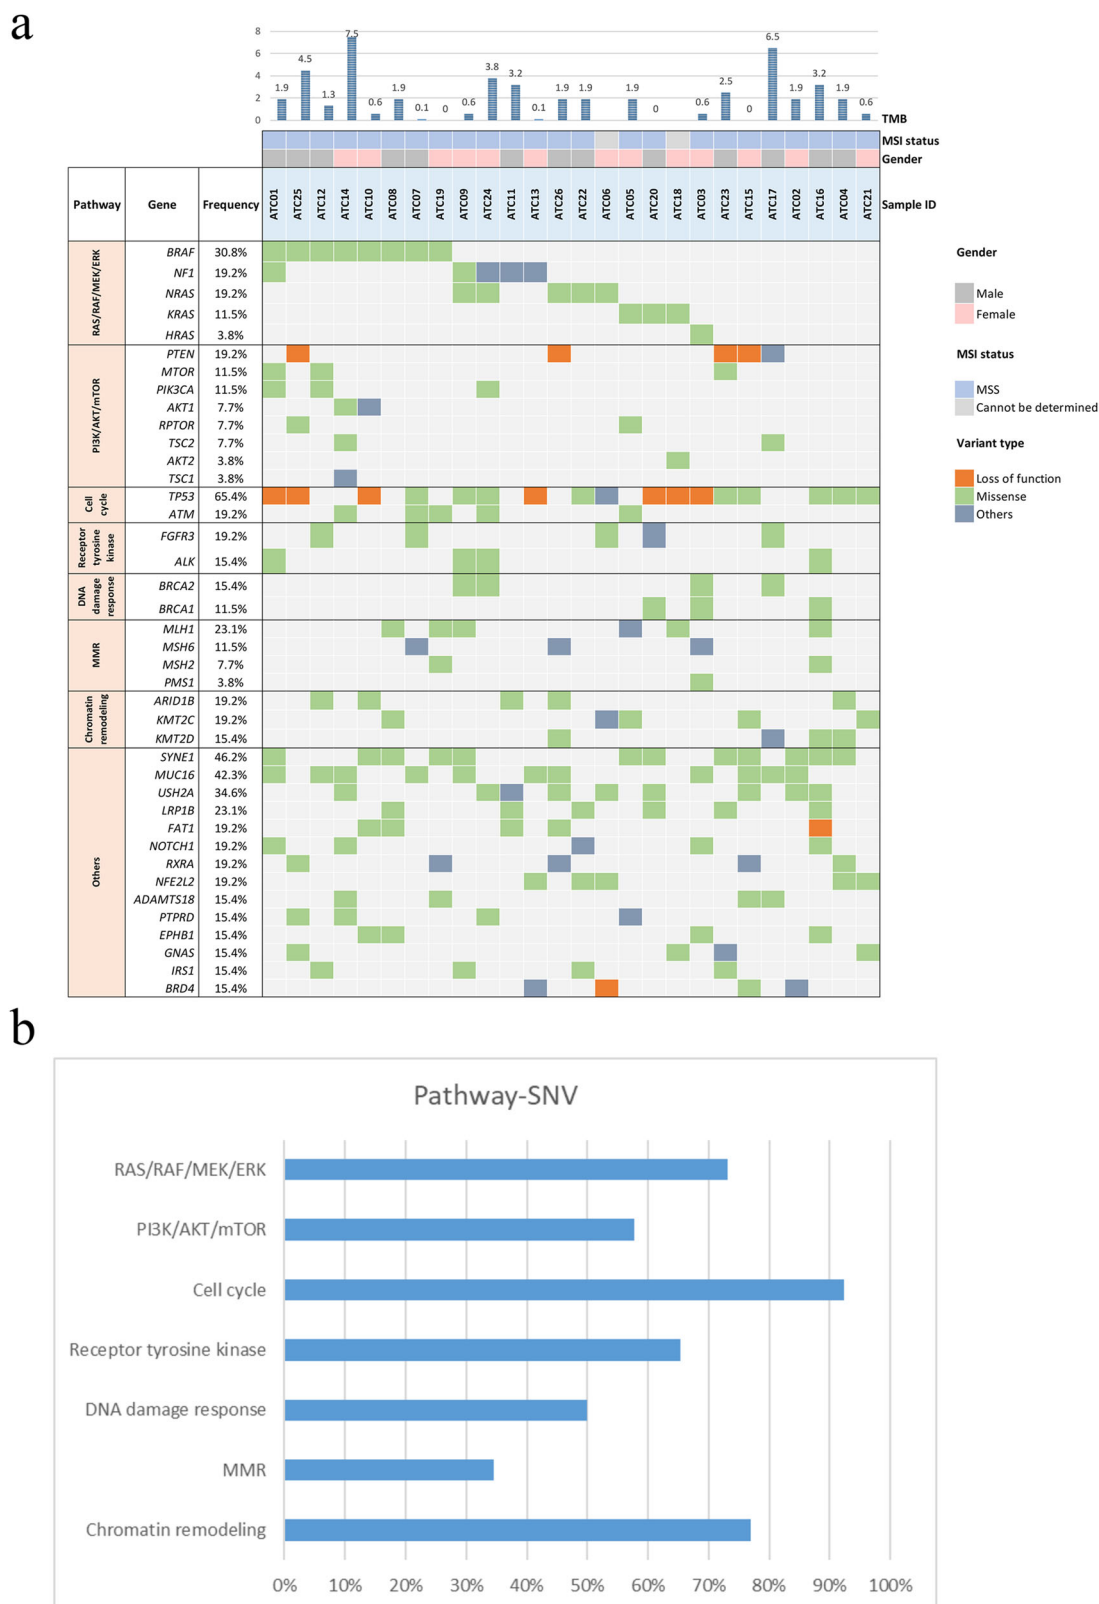 a
8
6
4
2
0
1.9 4.5 1.3 7.5 0.6 1.9 0.1 0 0.6 3.8 3.2 0.1 1.9 1.9 1.9 0 0.6 2.5 0 6.5 1.9 3.2 1.9 0.6
TMB
MSI status
Gender
Pathway Gene Frequency ATC01 ATC25 ATC12 ATC14 ATC10 ATC08 ATC07 ATC19 ATC09 ATC24 ATC11 ATC13 ATC26 ATC22 ATC06 ATC05 ATC20 ATC18 ATC03 ATC23 ATC15 ATC17 ATC02 ATC16 ATC04 ATC21 Sample ID
RAS/RAF/MEK/ERK
BRAF 30.8%
NF1 19.2%
NRAS 19.2%
KRAS 11.5%
HRAS 3.8%
PI3K/AKT/mTOR
PTEN 19.2%
MTOR 11.5%
PIK3CA 11.5%
AKT1 7.7%
RPTOR 7.7%
TSC2 7.7%
AKT2 3.8%
TSC1 3.8%
Cell
cycle
TP53 65.4%
ATM 19.2%
Receptor
tyrosine
kinase
FGFR3 19.2%
ALK 15.4%
DNA
damage
response
BRCA2 15.4%
BRCA1 11.5%
MMR
MLH1 23.1%
MSH6 11.5%
MSH2 7.7%
PMS1 3.8%
Chromatin
remodeling
ARID1B 19.2%
KMT2C 19.2%
KMT2D 15.4%
Others
SYNE1 46.2%
MUC16 42.3%
USH2A 34.6%
LRP1B 23.1%
FAT1 19.2%
NOTCH1 19.2%
RXRA 19.2%
NFE2L2 19.2%
ADAMTS18 15.4%
PTPRD 15.4%
EPHB1 15.4%
GNAS 15.4%
IRS1 15.4%
BRD4 15.4%
Gender
Male
Female
MSI status
MSS
Cannot be determined
Variant type
Loss of function
Missense
Others
b
Pathway-SNV
RAS/RAF/MEK/ERK
PI3K/AKT/mTOR
Cell cycle
Receptor tyrosine kinase
DNA damage response
MMR
Chromatin remodeling
0% 10% 20% 30% 40% 50% 60% 70% 80% 90% 100%